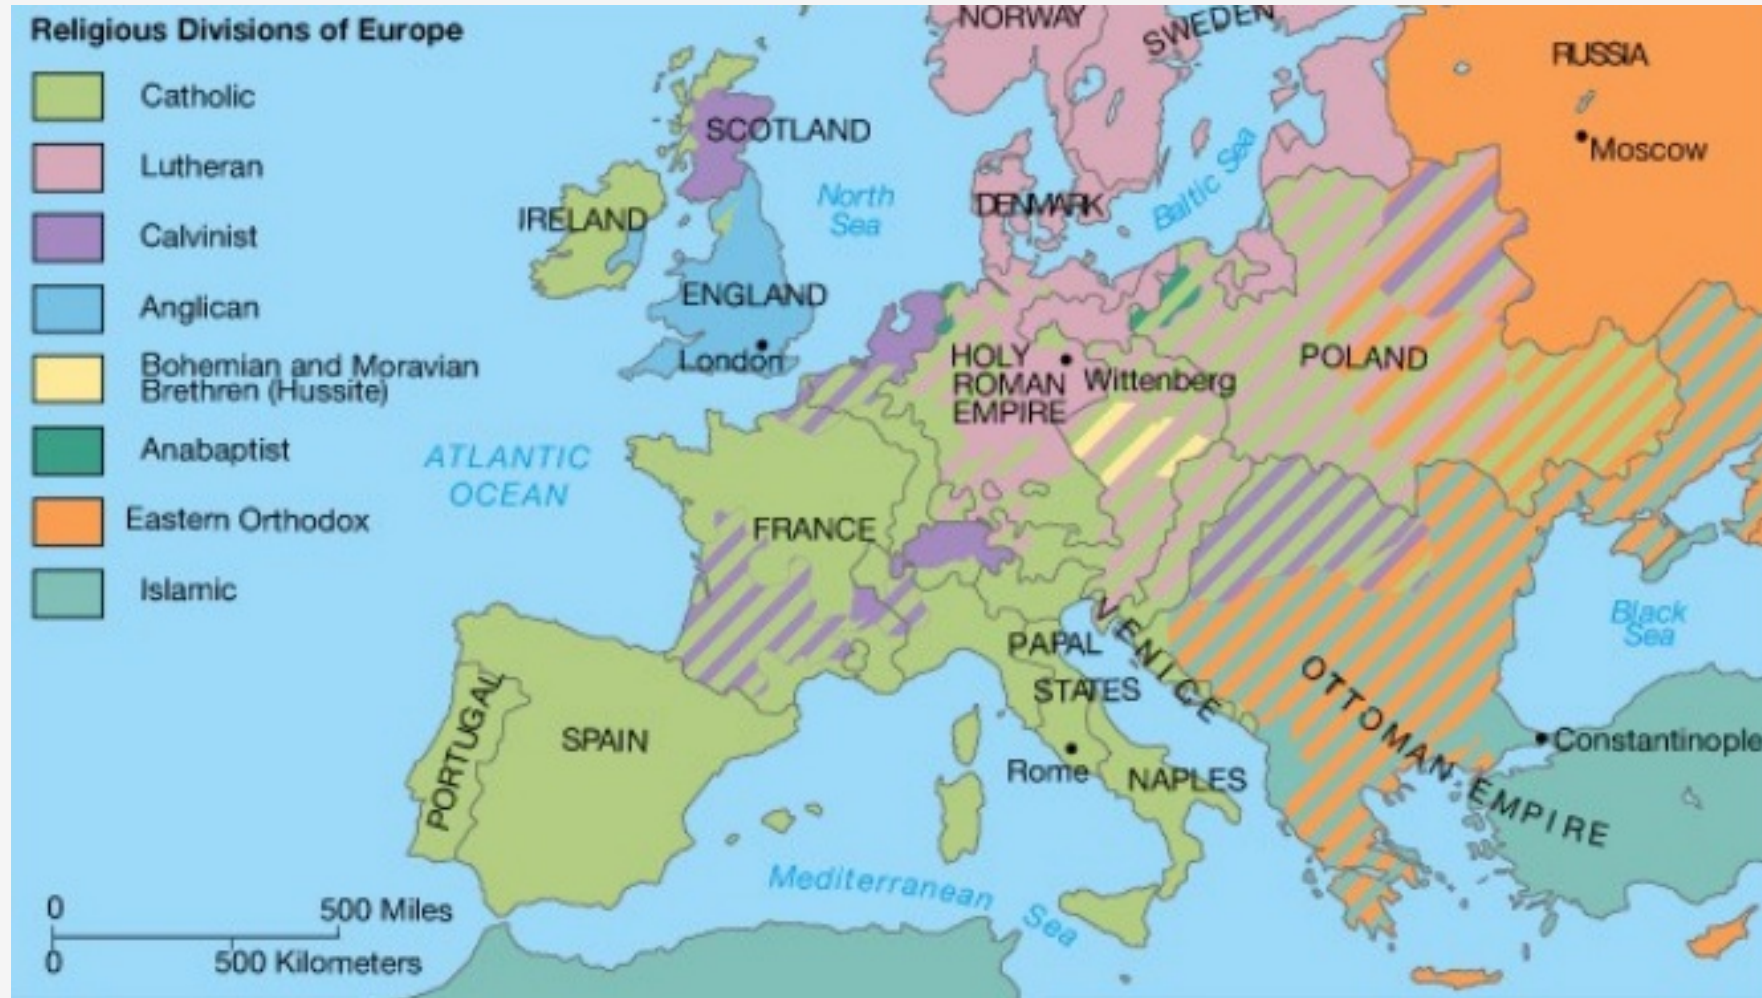 Religious Divisions of Europe
Catholic
Lutheran
Calvinist
Anglican
Bohemian and Moravian
Brethren (Hussite)
Anabaptist
Eastern Orthodox
Islamic
NORWAY
SWEDEN
RUSSIA
Moscow
SCOTLAND
North
Sea
DENMARK
Baltic Sea
IRELAND
ENGLAND
London
HOLY
ROMAN
EMPIRE
Wittenberg
POLAND
ATLANTIC
OCEAN
FRANCE
Black
Sea
VENICE
PAPAL
STATES
OTTOMAN EMPIRE
PORTUGAL
SPAIN
Rome
NAPLES
Constantinople
Mediterranean Sea
0 500 Miles
0 500 Kilometers